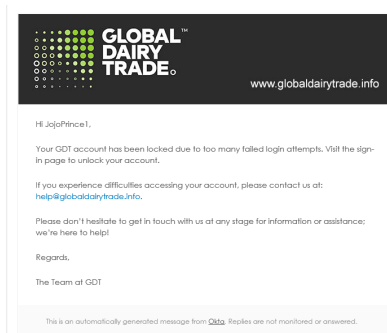 GLOBAL™
DAIRY
TRADE
www.globaldairytrade.info
Hi JojoPrince1,
Your GDT account has been locked due to too many failed login attempts. Visit the sign-
in page to unlock your account.
If you experience difficulties accessing your account, please contact us at:
help@globaldairytrade.info.
Please don't hesitate to get in touch with us at any stage for information or assistance;
we're here to help!
Regards,
The Team at GDT
This is an automatically generated message from Okta. Replies are not monitored or answered.